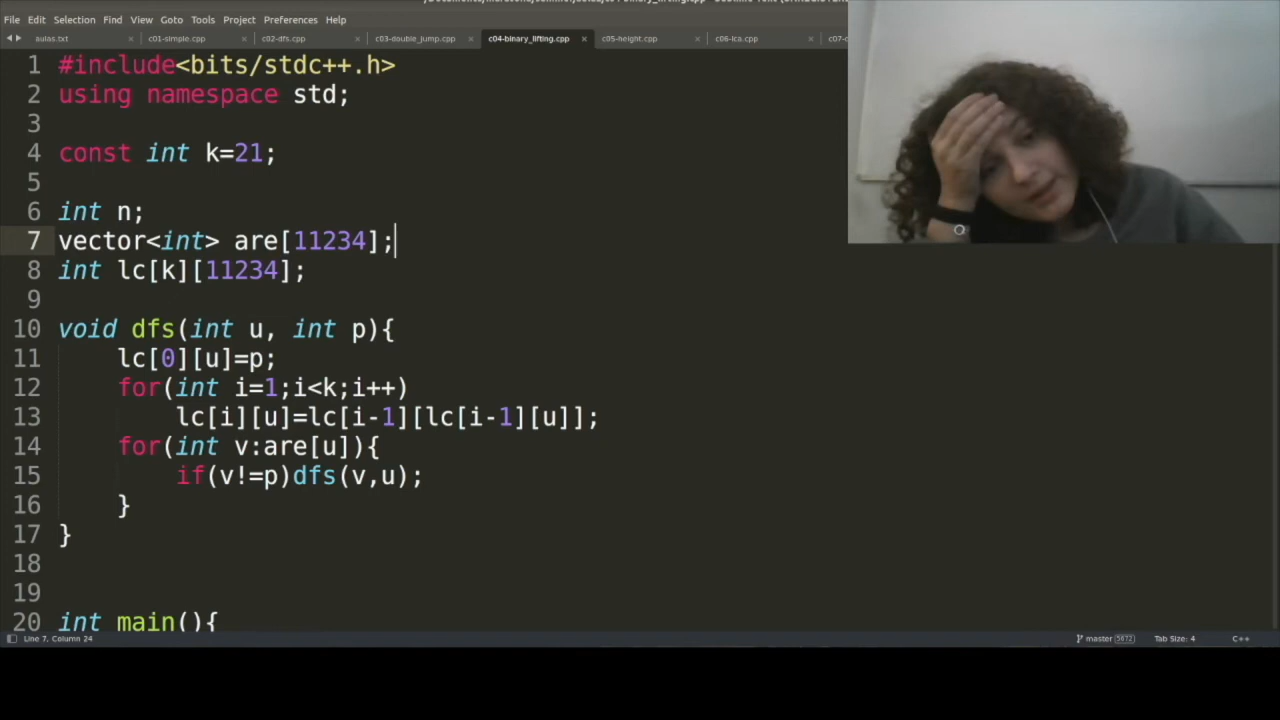 File Edit Selection Find View Goto Tools Project Preferences Help
aulas.txt × c01-simple.cpp × c02-dfs.cpp × c03-double_jump.cpp × c04-binary_lifting.cpp × c05-height.cpp × c06-lca.cpp ×
1 #include<bits/stdc++.h>
2 using namespace std;
3
4 const int k=21;
5
6 int n;
7 vector<int> are[11234];
8 int lc[k][11234];
9
10 void dfs(int u, int p){
11 lc[0][u]=p;
12 for(int i=1;i<k;i++)
13 lc[i][u]=lc[i-1][lc[i-1][u]];
14 for(int v:are[u]){
15 if(v!=p)dfs(v,u);
16 }
17 }
18
19
20 int main(){
Line 7, Column 24 master 5672 Tab Size: 4 C++